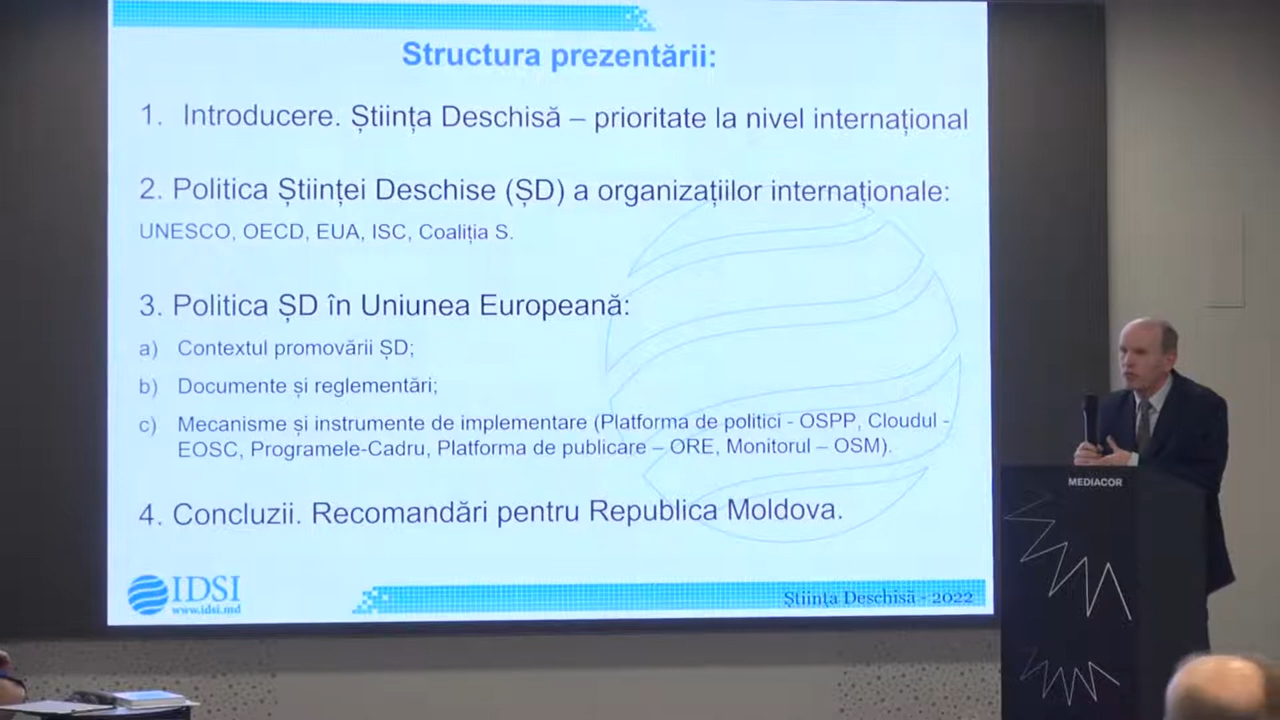 Structura prezentării:
1. Introducere. Știința Deschisă – prioritate la nivel internațional
2. Politica Științei Deschise (ȘD) a organizațiilor internaționale:
UNESCO, OECD, EUA, ISC, Coaliția S.
3. Politica ȘD în Uniunea Europeană:
a) Contextul promovării ȘD;
b) Documente și reglementări;
c) Mecanisme și instrumente de implementare (Platforma de politici - OSPP, Cloudul -
EOSC, Programele-Cadru, Platforma de publicare – ORE, Monitorul – OSM).
4. Concluzii. Recomandări pentru Republica Moldova.
IDSI
www.idsi.md
Știința Deschisă - 2022
MEDIACOR